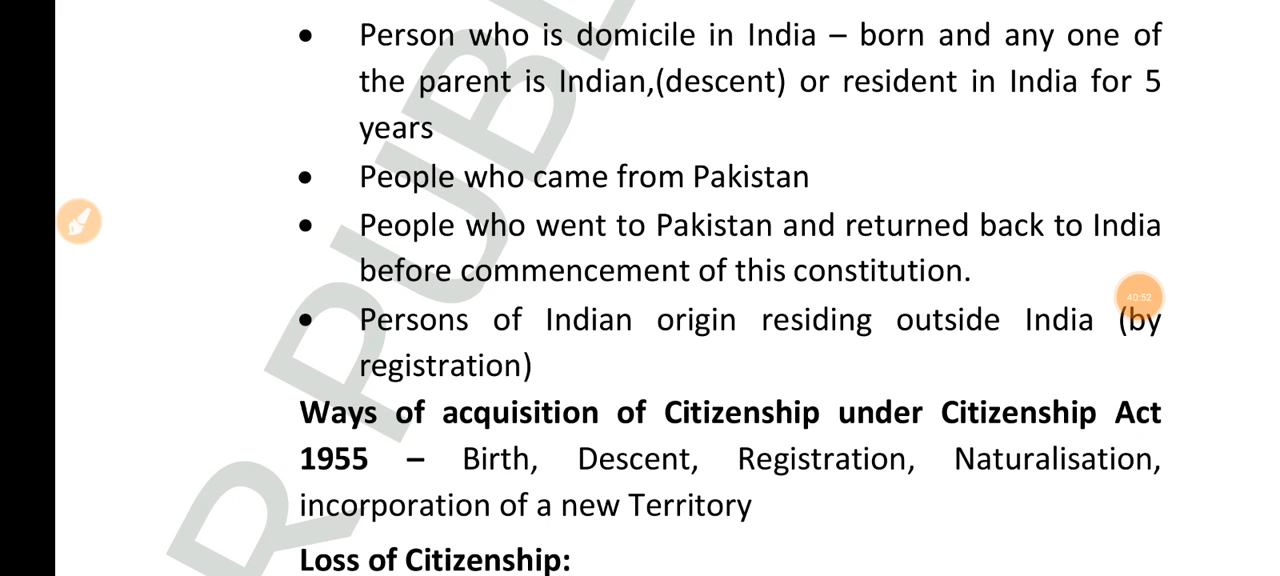 • Person who is domicile in India – born and any one of
the parent is Indian,(descent) or resident in India for 5
years
• People who came from Pakistan
• People who went to Pakistan and returned back to India
before commencement of this constitution.
• Persons of Indian origin residing outside India (by
registration)
Ways of acquisition of Citizenship under Citizenship Act
1955 – Birth, Descent, Registration, Naturalisation,
incorporation of a new Territory
Loss of Citizenship:
40:52
R PUBL